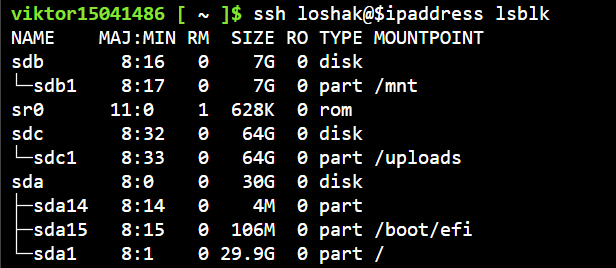 viktor15041486 [ ~ ]$ ssh loshak@$ipaddress lsblk
NAME    MAJ:MIN RM  SIZE RO TYPE MOUNTPOINT
sdb       8:16   0    7G  0 disk
└─sdb1    8:17   0    7G  0 part /mnt
sr0      11:0    1  628K  0 rom
sdc       8:32   0   64G  0 disk
└─sdc1    8:33   0   64G  0 part /uploads
sda       8:0    0   30G  0 disk
├─sda14   8:14   0    4M  0 part
├─sda15   8:15   0  106M  0 part /boot/efi
└─sda1    8:1    0 29.9G  0 part /